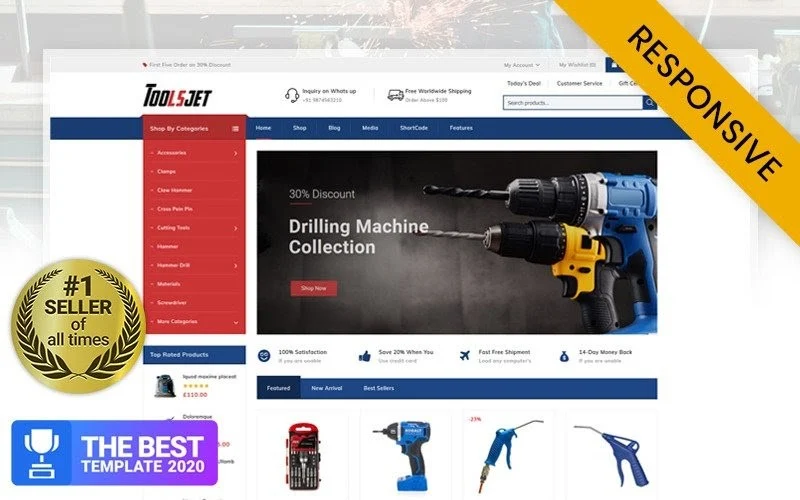 RESPONSIVE
First Five Order on 30% Discount
My Account
My Wishlist (0)
TOOLSJET
Inquiry on Whats up
+91 9874563210
Free Worldwide Shipping
Order Above $100
Today's Deal
Customer Service
Search products...
Shop By Categories
Home
Shop
Blog
Media
ShortCode
Features
Accessories
Clamps
Claw Hammer
Cross Pein Pin
Cutting Tools
Hammer
Hammer Drill
Materials
Screwdriver
More Categories
30% Discount
Drilling Machine
Collection
Shop Now
#1
SELLER
of
all times
100% Satisfaction
If you are unable
Save 20% When You
Use credit card
Fast Free Shipment
Load any computer's
14-Day Money Back
If you are unable
Top Rated Products
liquid maxime placeat
£110.00
Doloremque
Featured
New Arrival
Best Sellers
-23%
THE BEST
TEMPLATE 2020